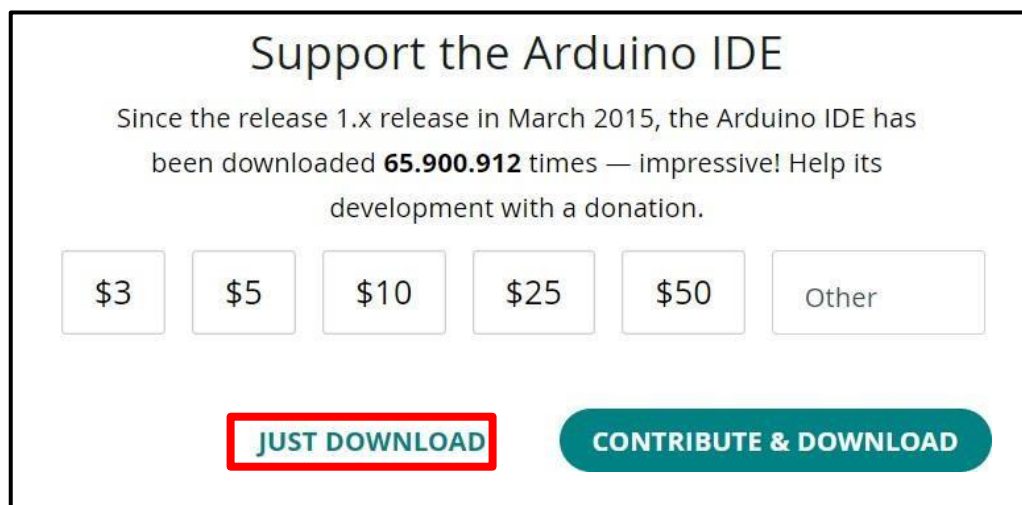 Support the Arduino IDE
Since the release 1.x release in March 2015, the Arduino IDE has
been downloaded 65.900.912 times — impressive! Help its
development with a donation.
$3 $5 $10 $25 $50 Other
JUST DOWNLOAD CONTRIBUTE & DOWNLOAD